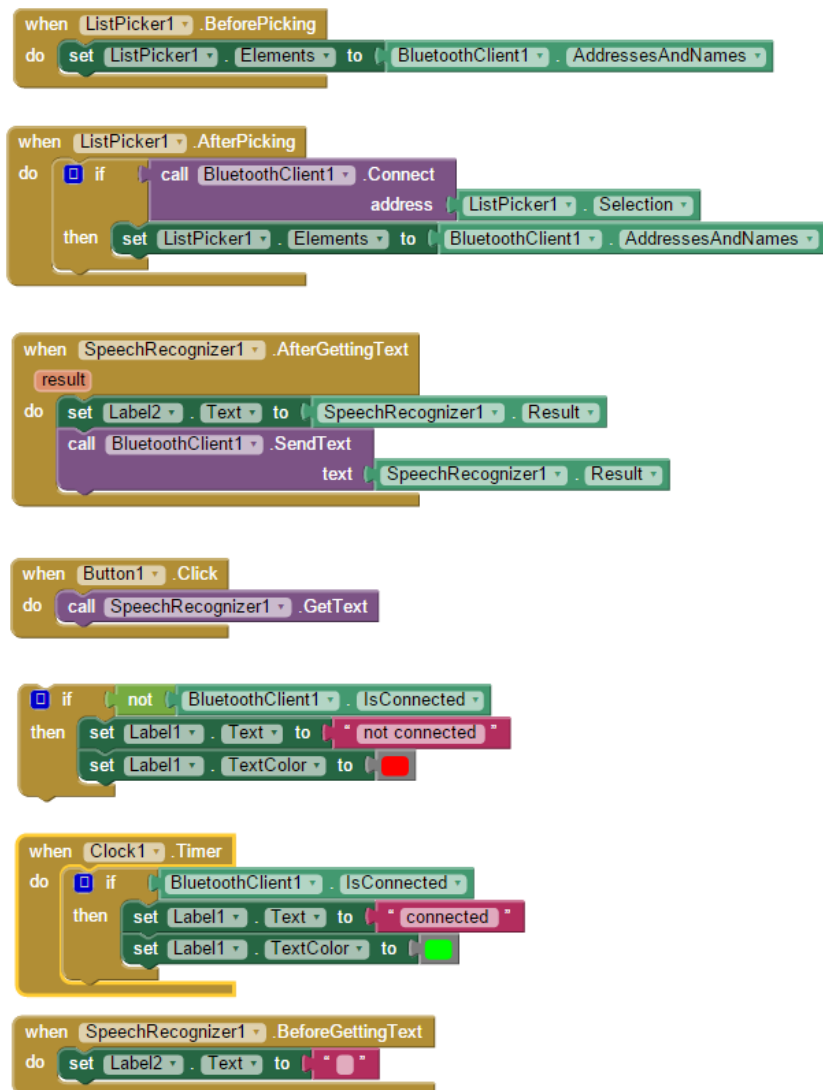 when ListPicker1 .BeforePicking
do set ListPicker1 . Elements to BluetoothClient1 . AddressesAndNames
when ListPicker1 .AfterPicking
do if call BluetoothClient1 .Connect
address ListPicker1 . Selection
then set ListPicker1 . Elements to BluetoothClient1 . AddressesAndNames
when SpeechRecognizer1 .AfterGettingText
result
do set Label2 . Text to SpeechRecognizer1 . Result
call BluetoothClient1 .SendText
text SpeechRecognizer1 . Result
when Button1 .Click
do call SpeechRecognizer1 .GetText
if not BluetoothClient1 . IsConnected
then set Label1 . Text to " not connected "
set Label1 . TextColor to
when Clock1 .Timer
do if BluetoothClient1 . IsConnected
then set Label1 . Text to " connected "
set Label1 . TextColor to
when SpeechRecognizer1 .BeforeGettingText
do set Label2 . Text to " "